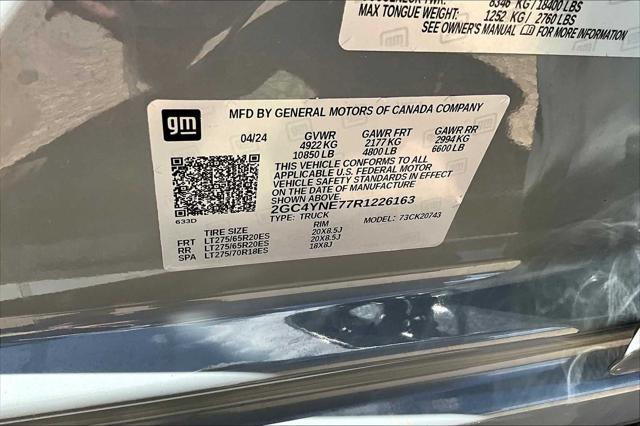 8346 KG/18400 LBS
MAX TONGUE WEIGHT: 1252 KG / 2760 LBS
SEE OWNER'S MANUAL FOR MORE INFORMATION
gm
MFD BY GENERAL MOTORS OF CANADA COMPANY
04/24 GVWR GAWR FRT GAWR RR
4922 KG 2177 KG 2994 KG
10850 LB 4800 LB 6600 LB
THIS VEHICLE CONFORMS TO ALL
APPLICABLE U.S. FEDERAL MOTOR
VEHICLE SAFETY STANDARDS IN EFFECT
ON THE DATE OF MANUFACTURE
SHOWN ABOVE.
2GC4YNE77R1226163
633D TYPE: TRUCK MODEL: 73CK20743
TIRE SIZE RIM
FRT LT275/65R20ES 20X8.5J
RR LT275/65R20ES 20X8.5J
SPA LT275/70R18ES 18X8J